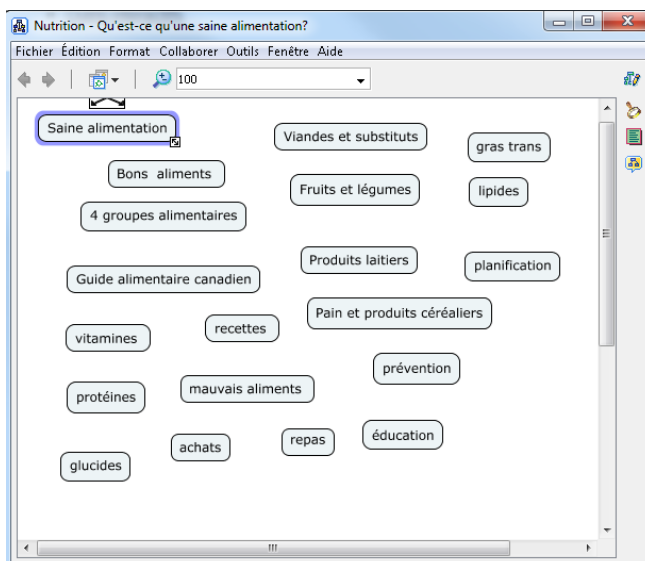 Nutrition - Qu'est-ce qu'une saine alimentation?
Fichier Édition Format Collaborer Outils Fenêtre Aide
100
Saine alimentation
Viandes et substituts
gras trans
Bons aliments
Fruits et légumes
lipides
4 groupes alimentaires
Produits laitiers
planification
Guide alimentaire canadien
Pain et produits céréaliers
recettes
vitamines
prévention
mauvais aliments
protéines
éducation
repas
achats
glucides